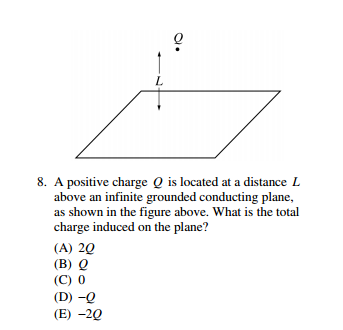 Q
L
8. A positive charge Q is located at a distance L
above an infinite grounded conducting plane,
as shown in the figure above. What is the total
charge induced on the plane?
(A) 2Q
(B) Q
(C) 0
(D) –Q
(E) –2Q